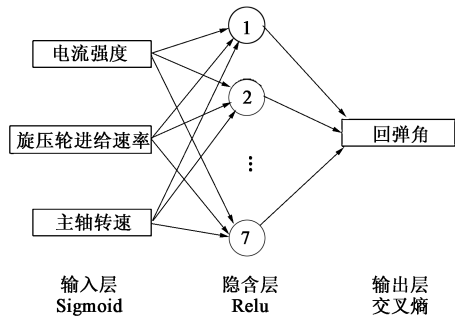 电流强度
旋压轮进给速率
主轴转速
1
2
⋮
7
回弹角
输入层
Sigmoid
隐含层
Relu
输出层
交叉熵